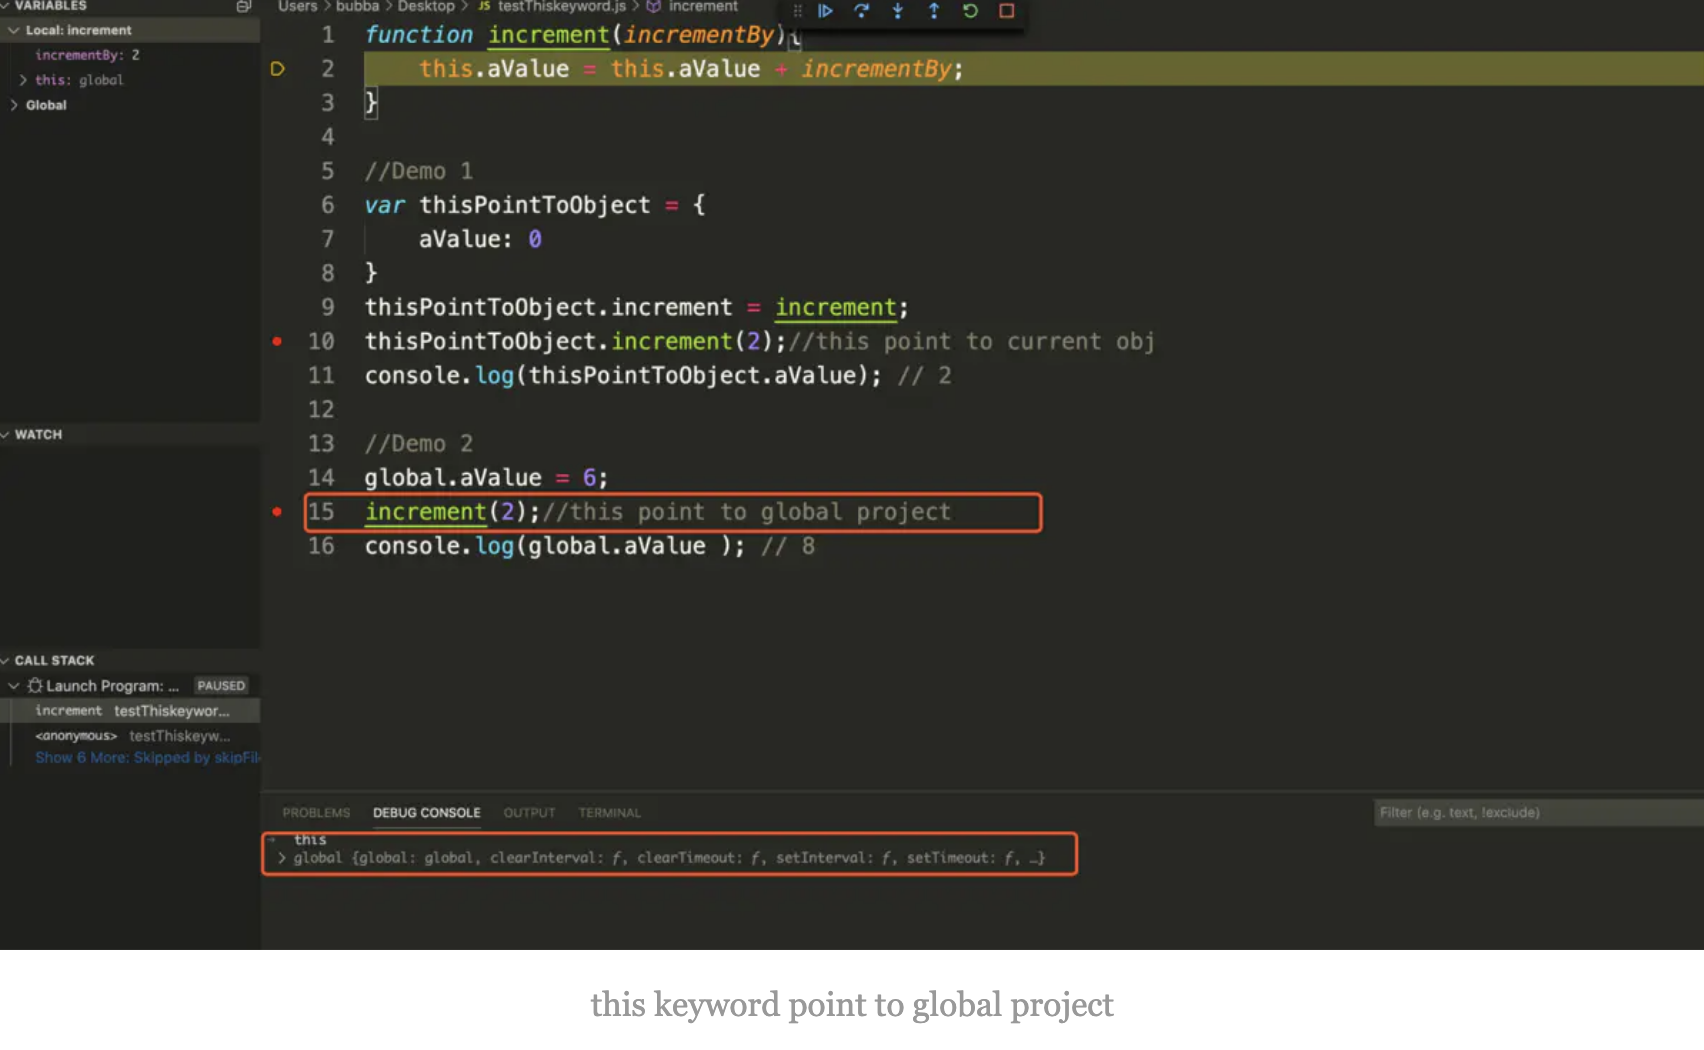 VARIABLES
Local: increment
incrementBy: 2
this: global
Global
WATCH
CALL STACK
Launch Program: ... PAUSED
increment testThiskeywor...
<anonymous> testThiskeyw...
Show 6 More: Skipped by skipFil
Users > bubba > Desktop > JS testThiskeyword.js > increment
1 function increment(incrementBy){
2 this.aValue = this.aValue + incrementBy;
3 }
4
5 //Demo 1
6 var thisPointToObject = {
7 aValue: 0
8 }
9 thisPointToObject.increment = increment;
10 thisPointToObject.increment(2);//this point to current obj
11 console.log(thisPointToObject.aValue); // 2
12
13 //Demo 2
14 global.aValue = 6;
15 increment(2);//this point to global project
16 console.log(global.aValue ); // 8
PROBLEMS DEBUG CONSOLE OUTPUT TERMINAL Filter (e.g. text, !exclude)
this
> global {global: global, clearInterval: ƒ, clearTimeout: ƒ, setInterval: ƒ, setTimeout: ƒ, …}
this keyword point to global project